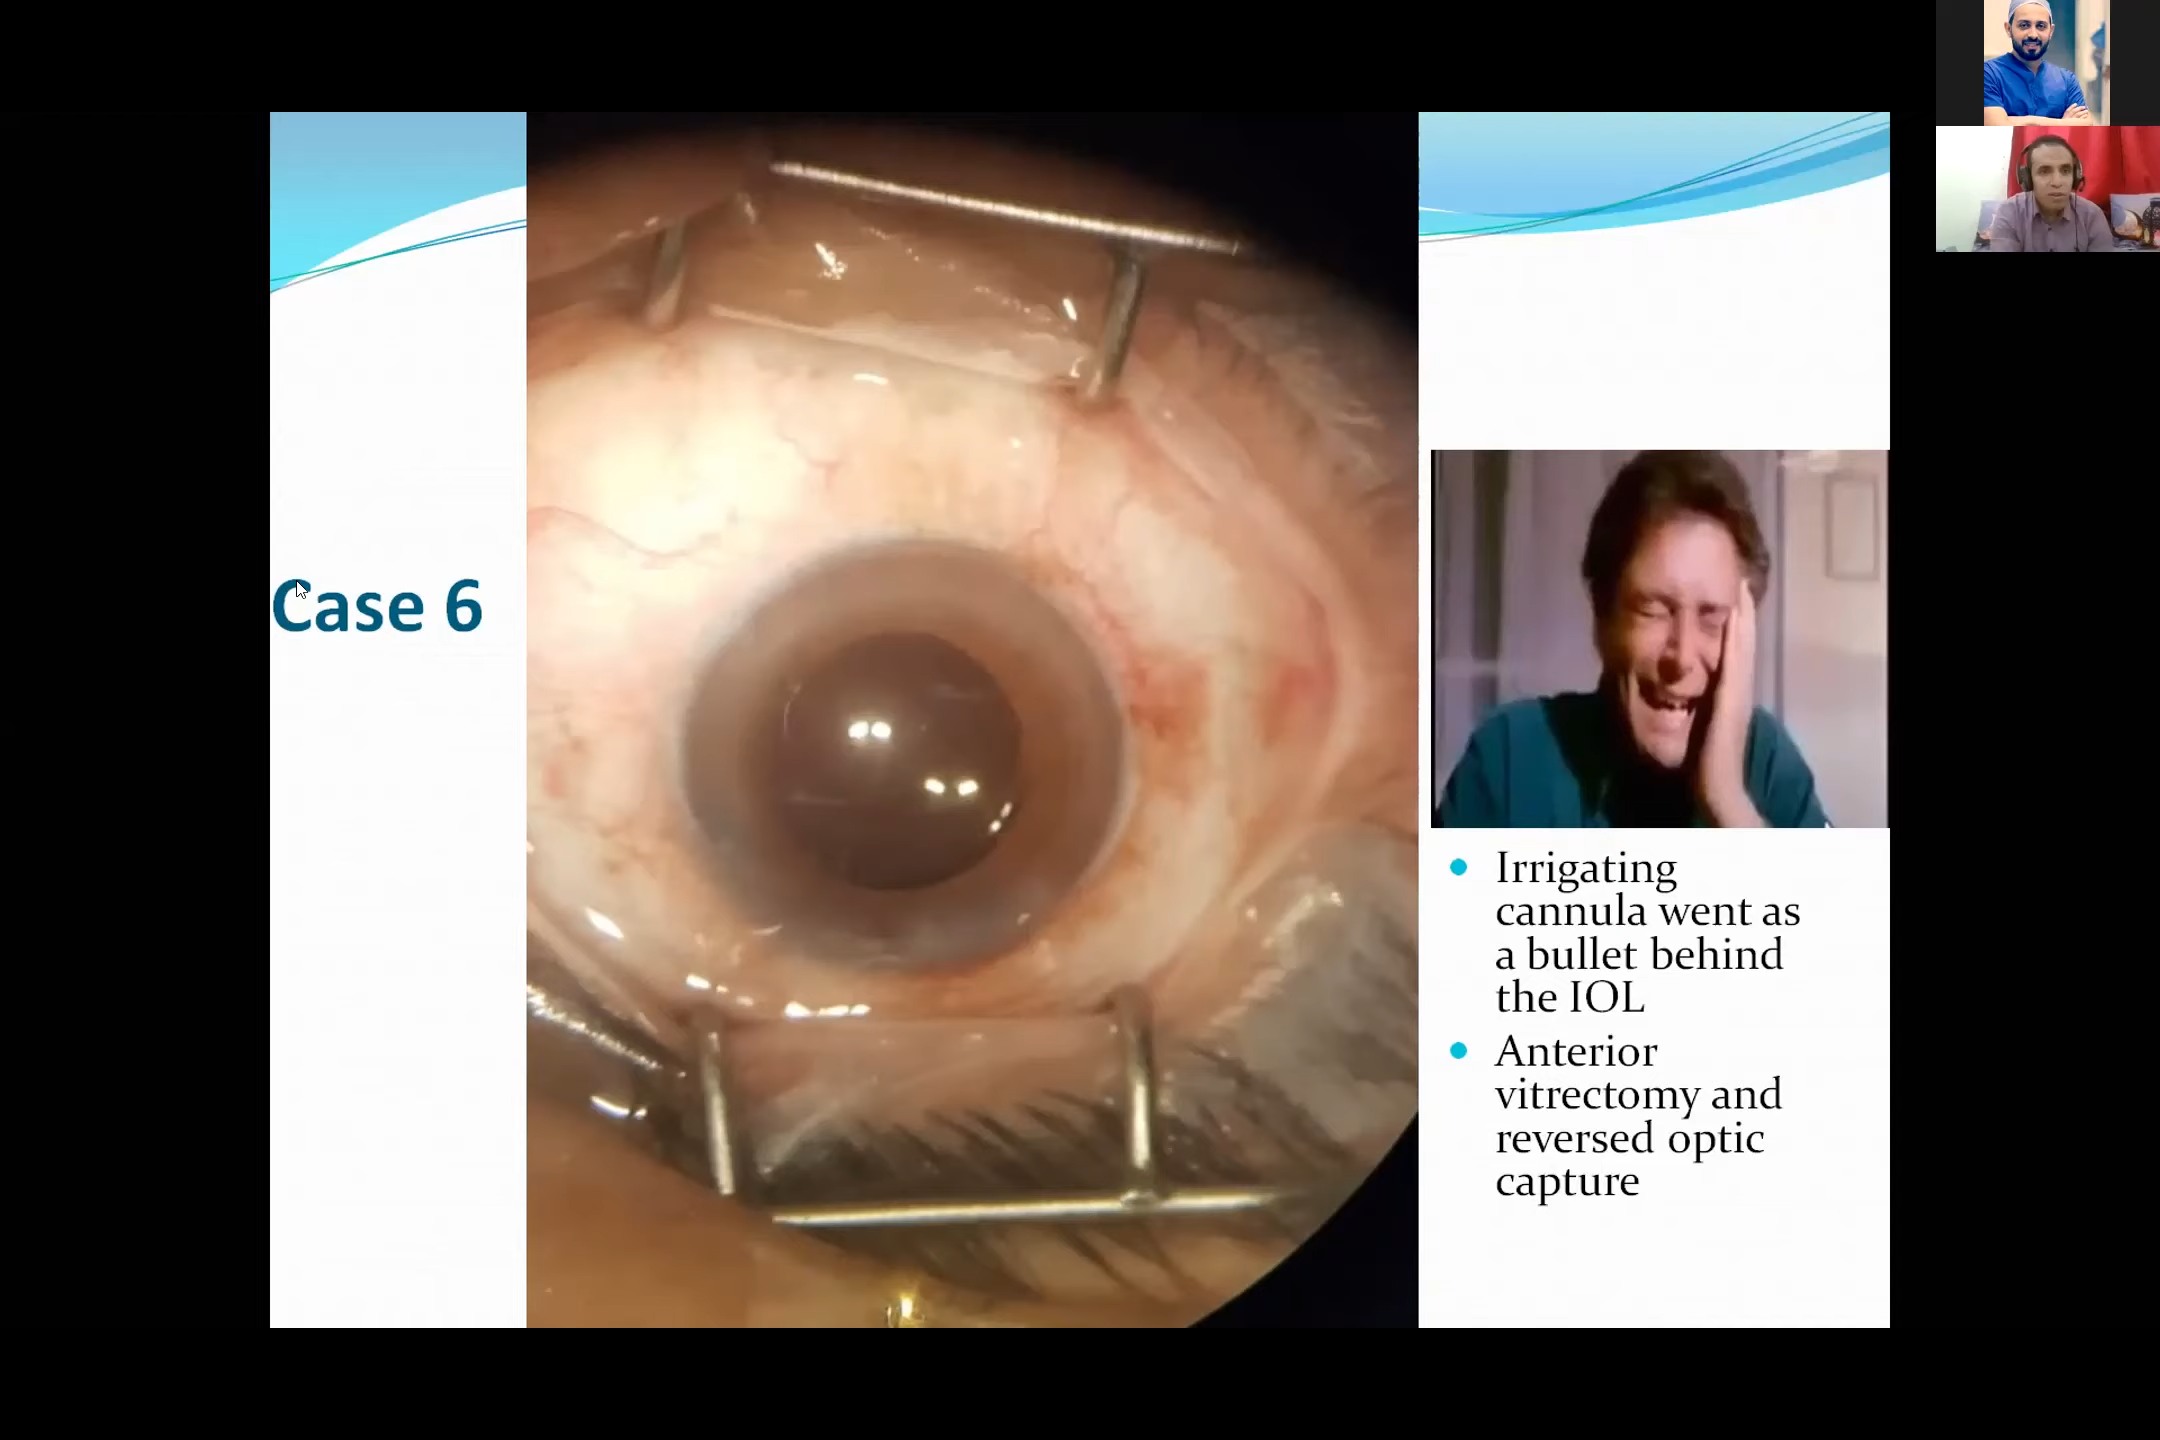 Case 6
Irrigating
cannula went as
a bullet behind
the IOL
Anterior
vitrectomy and
reversed optic
capture